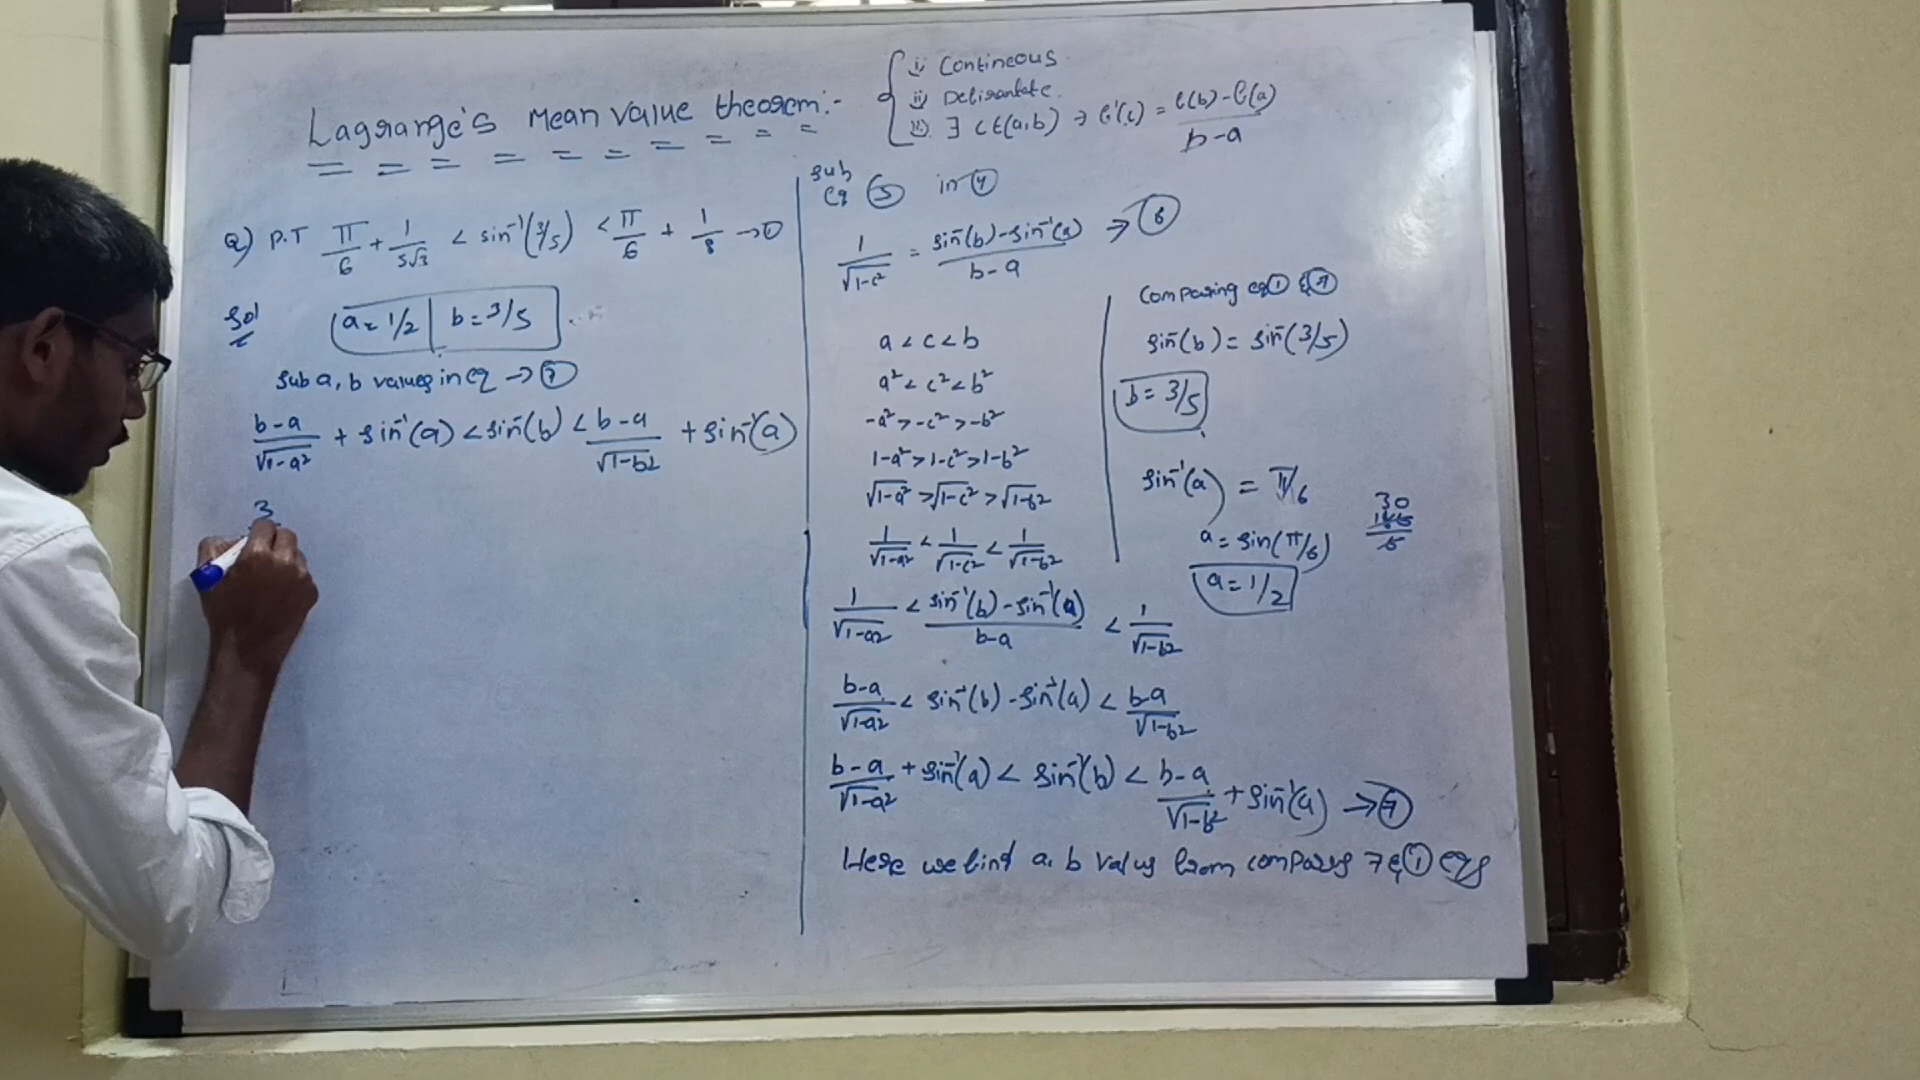 Lagrange's Mean value theorem:-
i) Contineous
ii) Derivantate.
iii) ∃ c∈(a,b) ∋ f'(c) = f(b)-f(a) / b-a
Q) P.T π/6 + 1/5√3 < sin⁻¹(3/5) < π/6 + 1/8 → ①
Sol
a = 1/2 | b = 3/5
Sub a, b values in eq → ⑦
b-a/√1-a² + sin⁻¹(a) < sin⁻(b) < b-a/√1-b² + sin⁻¹(a)
3
Sub
Eq ⑤ in ④
1/√1-c² = sin⁻(b)-sin⁻¹(a) / b-a → ⑥
a < c < b
a² < c² < b²
-a² > -c² > -b²
1-a² > 1-c² > 1-b²
√1-a² > √1-c² > √1-b²
1/√1-a² < 1/√1-c² < 1/√1-b²
1/√1-a² < sin⁻¹(b)-sin⁻¹(a) / b-a < 1/√1-b²
b-a/√1-a² < sin⁻¹(b)-sin⁻¹(a) < b-a/√1-b²
b-a/√1-a² + sin⁻¹(a) < sin⁻¹(b) < b-a/√1-b² + sin⁻¹(a) → ⑦
Here we find a, b values from comparing 7 & ① eqs
Comparing eq ① & ⑦
sin⁻(b) = sin⁻(3/5)
b = 3/5
sin⁻¹(a) = π/6
a = sin(π/6)
a = 1/2
30
6